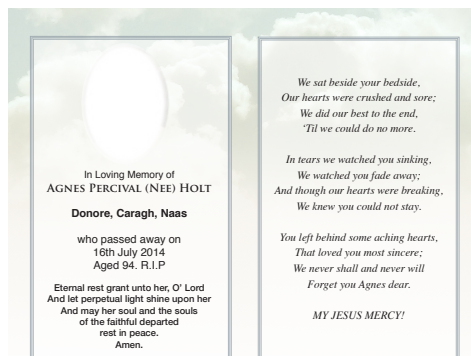 In Loving Memory of
Agnes Percival (Nee) Holt
Donore, Caragh, Naas
who passed away on
16th July 2014
Aged 94. R.I.P
Eternal rest grant unto her, O’ Lord
And let perpetual light shine upon her
And may her soul and the souls
of the faithful departed
rest in peace.
Amen.
We sat beside your bedside,
Our hearts were crushed and sore;
We did our best to the end,
‘Til we could do no more.
In tears we watched you sinking,
We watched you fade away;
And though our hearts were breaking,
We knew you could not stay.
You left behind some aching hearts,
That loved you most sincere;
We never shall and never will
Forget you Agnes dear.
MY JESUS MERCY!